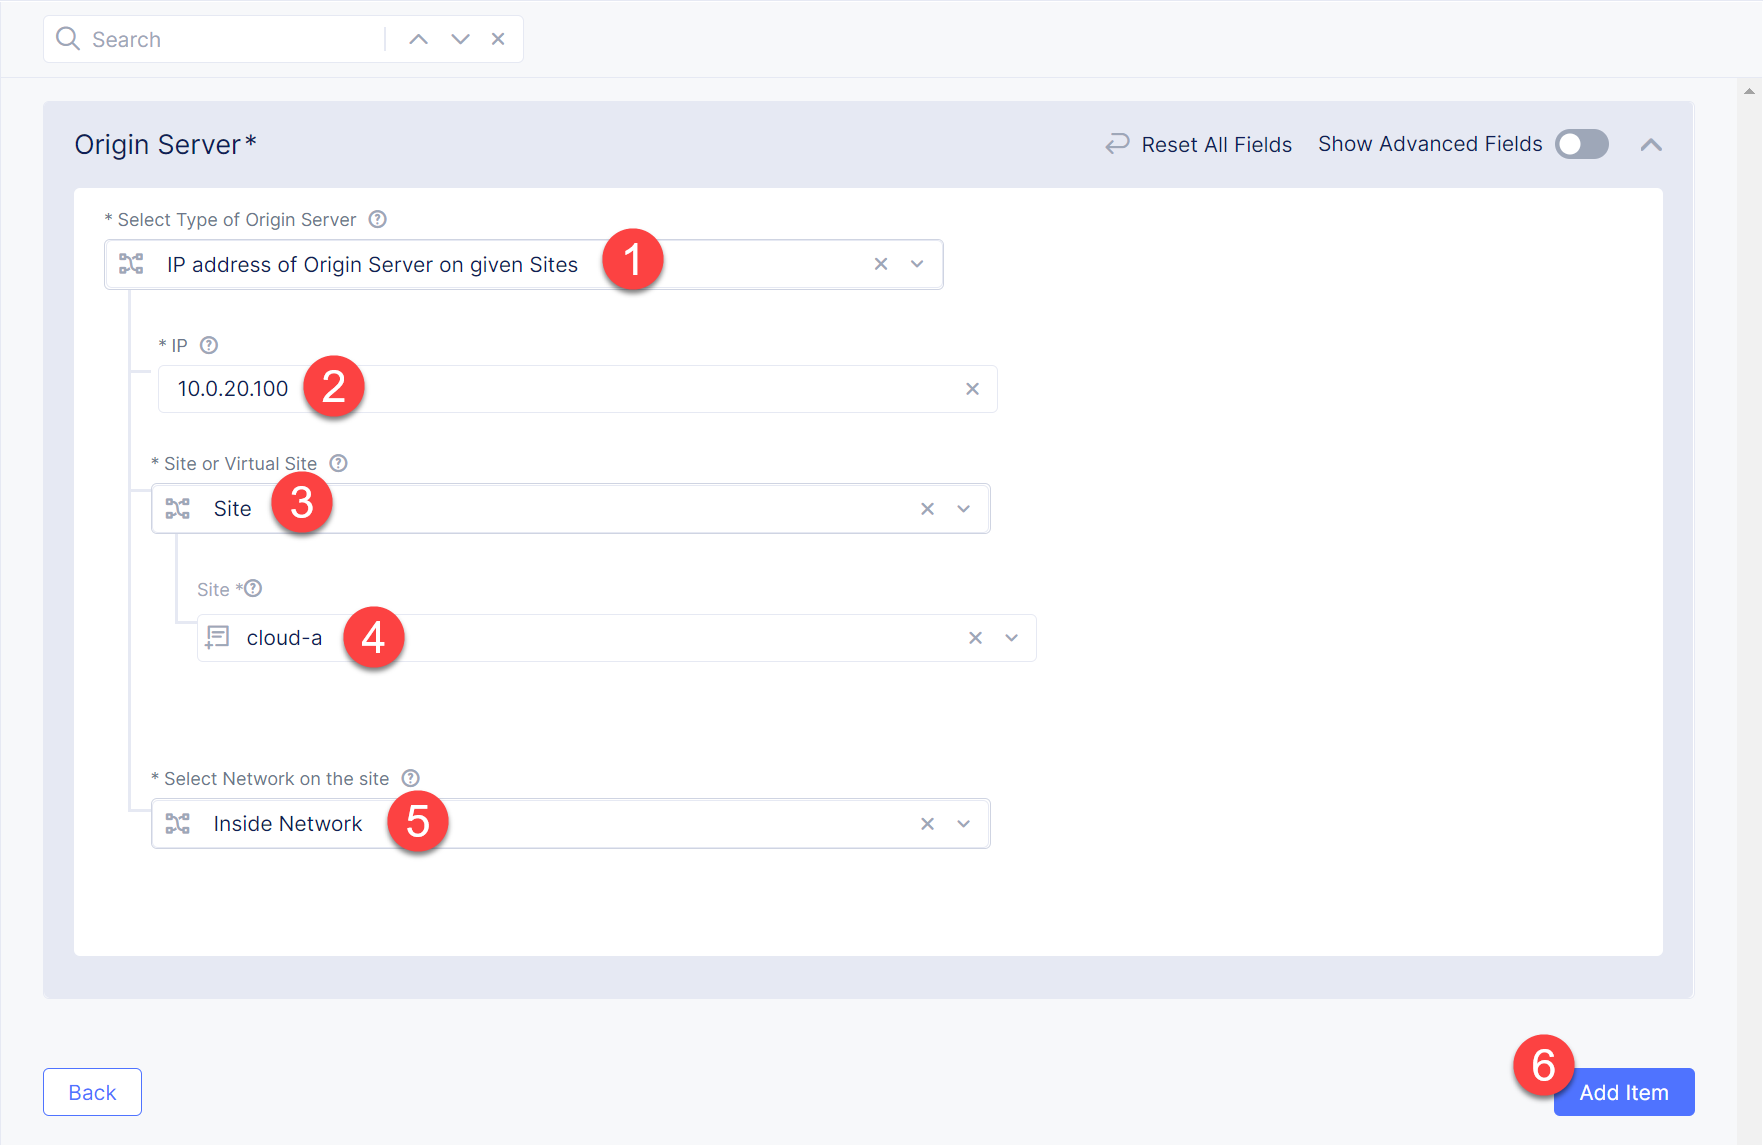 Search
Origin Server*
Reset All Fields
Show Advanced Fields
* Select Type of Origin Server
IP address of Origin Server on given Sites
1
* IP
10.0.20.100
2
* Site or Virtual Site
Site
3
Site *
cloud-a
4
* Select Network on the site
Inside Network
5
Back
6
Add Item